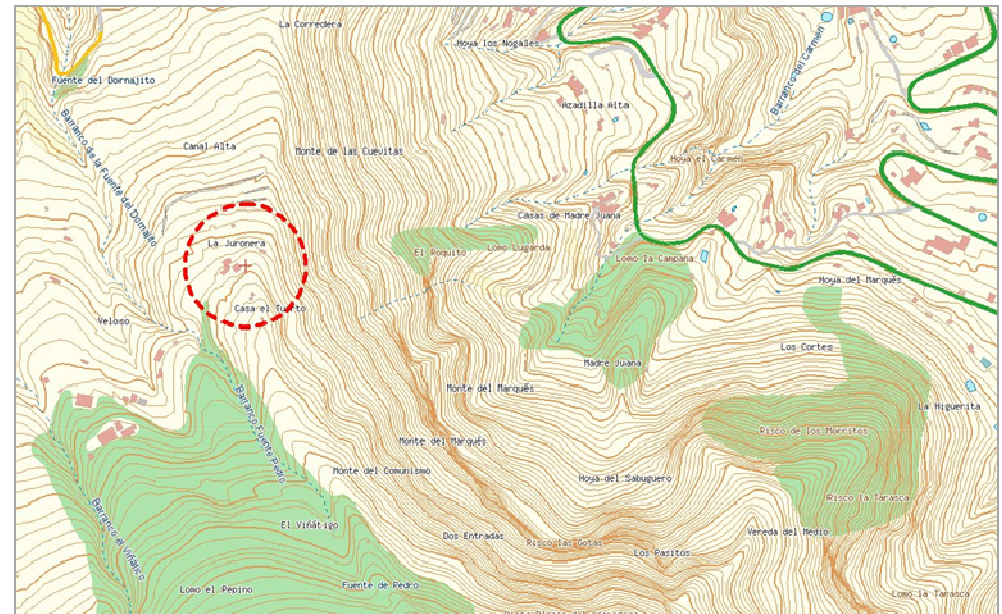 La Corredera
Hoya los Nogales
Fuente del Dornajito
Barranco del Carmen
Azadilla Alta
Barranco de la Fuente del Dornajito
Canal Alta
Monte de las Cuevitas
Hoya el Carmen
Casas de Madre Juana
La Junonera
El Roquito
Lomo Lugarda
Lomo la Campana
Hoya del Marqués
Casa el Tuerto
Veloso
Los Cortes
Madre Juana
Monte del Marqués
La Higuerita
Barranco Fuente Pedro
Risco de los Morritos
Monte del Marqués
Monte del Comunismo
Hoya del Sabuguero
Risco la Tarasca
Barranco el Viñátigo
El Viñátigo
Dos Entradas
Risco las Gotas
Vereda del Medio
Los Pasitos
Lomo el Pepino
Fuente de Pedro
Lomo la Tarasca